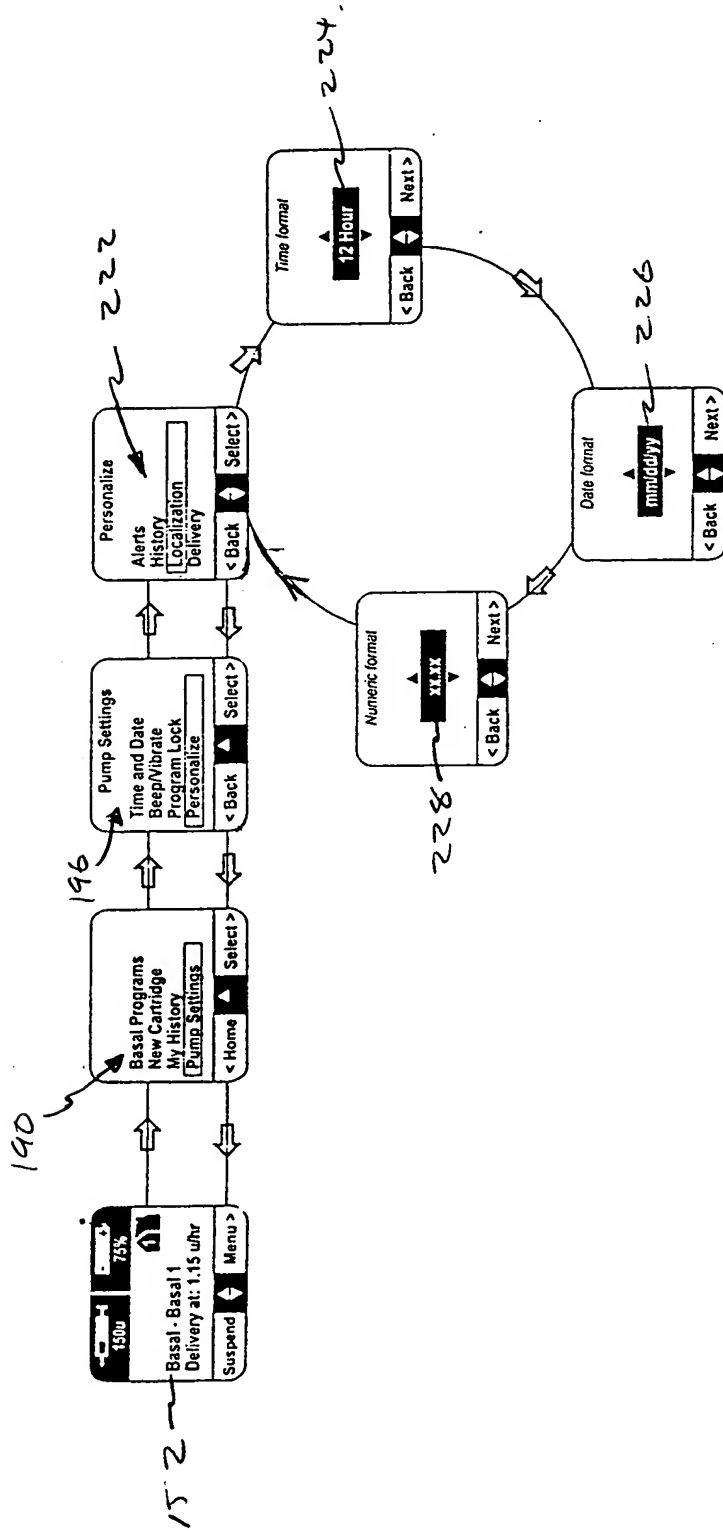 152
150u
75%
1
Basal - Basal 1
Delivery at: 1.15 u/hr
Suspend
Menu >
190
Basal Programs
New Cartridge
My History
Pump Settings
< Home
Select >
196
Pump Settings
Time and Date
Beep/Vibrate
Program Lock
Personalize
< Back
Select >
222
Personalize
Alerts
History
Localization
Delivery
< Back
Select >
224.
Time format
12 Hour
< Back
Next >
226
Date format
mm/dd/yy
< Back
Next >
228
Numeric format
xx.xx
< Back
Next >